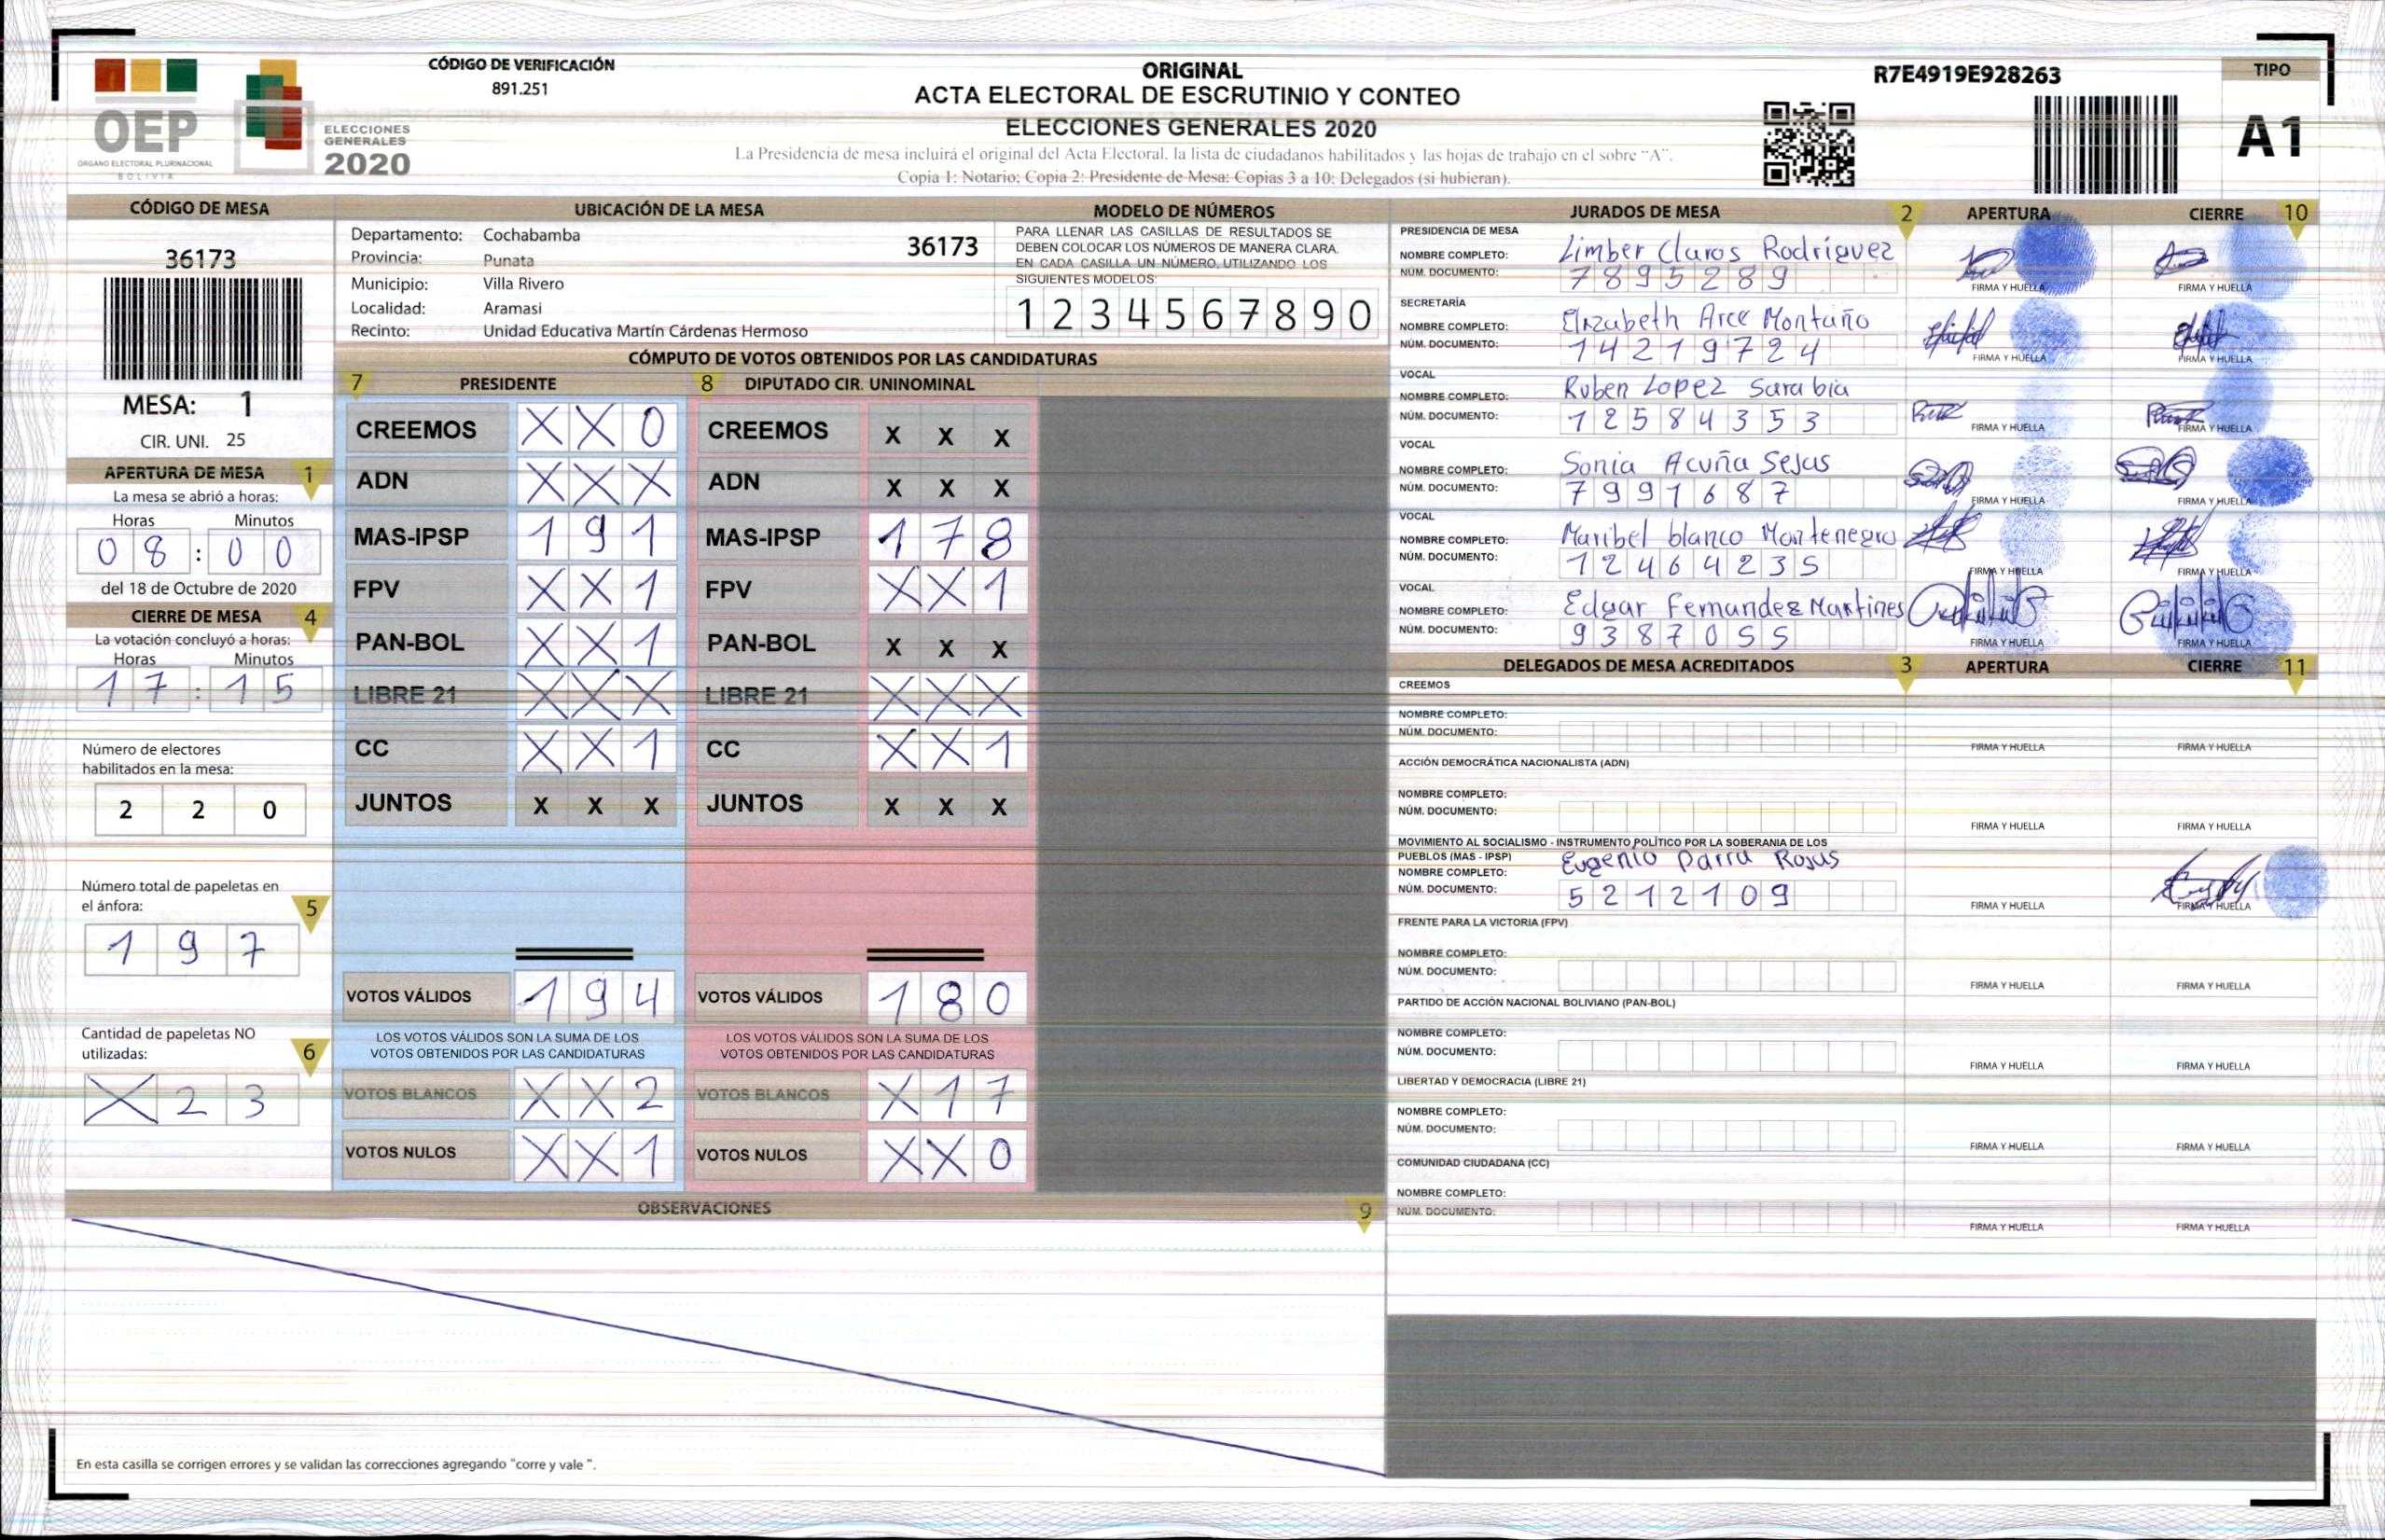 CÓDIGO DE VERIFICACIÓN
891.251
OEP
ÓRGANO ELECTORAL PLURINACIONAL
BOLIVIA
ELECCIONES
GENERALES
2020
ORIGINAL
ACTA ELECTORAL DE ESCRUTINIO Y CONTEO
ELECCIONES GENERALES 2020
La Presidencia de mesa incluirá el original del Acta Electoral, la lista de ciudadanos habilitados y las hojas de trabajo en el sobre "A".
Copia 1: Notario; Copia 2: Presidente de Mesa: Copias 3 a 10: Delegados (si hubieran).
R7E4919E928263
TIPO
A1
CÓDIGO DE MESA
36173
MESA: 1
CIR. UNI. 25
APERTURA DE MESA 1
La mesa se abrió a horas:
Horas Minutos
08:00
del 18 de Octubre de 2020
CIERRE DE MESA 4
La votación concluyó a horas:
Horas Minutos
17:15
Número de electores
habilitados en la mesa:
2 2 0
Número total de papeletas en
el ánfora: 5
1 9 7
Cantidad de papeletas NO
utilizadas: 6
X 2 3
UBICACIÓN DE LA MESA
Departamento: Cochabamba
Provincia: Punata
Municipio: Villa Rivero
Localidad: Aramasi
Recinto: Unidad Educativa Martín Cárdenas Hermoso
36173
MODELO DE NÚMEROS
PARA LLENAR LAS CASILLAS DE RESULTADOS SE
DEBEN COLOCAR LOS NÚMEROS DE MANERA CLARA.
EN CADA CASILLA UN NÚMERO, UTILIZANDO LOS
SIGUIENTES MODELOS:
1 2 3 4 5 6 7 8 9 0
CÓMPUTO DE VOTOS OBTENIDOS POR LAS CANDIDATURAS
7 PRESIDENTE 8 DIPUTADO CIR. UNINOMINAL
CREEMOS X X 0 CREEMOS X X X
ADN X X X ADN X X X
MAS-IPSP 1 9 1 MAS-IPSP 1 7 8
FPV X X 1 FPV X X 1
PAN-BOL X X 1 PAN-BOL X X X
LIBRE 21 X X X LIBRE 21 X X X
CC X X 1 CC X X 1
JUNTOS X X X JUNTOS X X X
VOTOS VÁLIDOS 1 9 4 VOTOS VÁLIDOS 1 8 0
LOS VOTOS VÁLIDOS SON LA SUMA DE LOS LOS VOTOS VÁLIDOS SON LA SUMA DE LOS
VOTOS OBTENIDOS POR LAS CANDIDATURAS VOTOS OBTENIDOS POR LAS CANDIDATURAS
VOTOS BLANCOS X X 2 VOTOS BLANCOS X 1 7
VOTOS NULOS X X 1 VOTOS NULOS X X 0
OBSERVACIONES 9
En esta casilla se corrigen errores y se validan las correcciones agregando "corre y vale ".
JURADOS DE MESA 2 APERTURA CIERRE 10
PRESIDENCIA DE MESA
NOMBRE COMPLETO: Limber Claros Rodriguez
NÚM. DOCUMENTO: 7895289
FIRMA Y HUELLA FIRMA Y HUELLA
SECRETARÍA
NOMBRE COMPLETO: Elizabeth Arce Montaño
NÚM. DOCUMENTO: 14219724
FIRMA Y HUELLA FIRMA Y HUELLA
VOCAL
NOMBRE COMPLETO: Ruben Lopez Sarabia
NÚM. DOCUMENTO: 12584353
FIRMA Y HUELLA FIRMA Y HUELLA
VOCAL
NOMBRE COMPLETO: Sonia Acuña Sejas
NÚM. DOCUMENTO: 7991687
FIRMA Y HUELLA FIRMA Y HUELLA
VOCAL
NOMBRE COMPLETO: Maribel blanco Montenegro
NÚM. DOCUMENTO: 12464235
FIRMA Y HUELLA FIRMA Y HUELLA
VOCAL
NOMBRE COMPLETO: Edgar Fernandez Martines
NÚM. DOCUMENTO: 9387055
FIRMA Y HUELLA FIRMA Y HUELLA
DELEGADOS DE MESA ACREDITADOS 3 APERTURA CIERRE 11
CREEMOS
NOMBRE COMPLETO:
NÚM. DOCUMENTO:
FIRMA Y HUELLA FIRMA Y HUELLA
ACCIÓN DEMOCRÁTICA NACIONALISTA (ADN)
NOMBRE COMPLETO:
NÚM. DOCUMENTO:
FIRMA Y HUELLA FIRMA Y HUELLA
MOVIMIENTO AL SOCIALISMO - INSTRUMENTO POLÍTICO POR LA SOBERANIA DE LOS
PUEBLOS (MAS - IPSP)
NOMBRE COMPLETO: Eugenio Parra Rojas
NÚM. DOCUMENTO: 5212109
FIRMA Y HUELLA FIRMA Y HUELLA
FRENTE PARA LA VICTORIA (FPV)
NOMBRE COMPLETO:
NÚM. DOCUMENTO:
FIRMA Y HUELLA FIRMA Y HUELLA
PARTIDO DE ACCIÓN NACIONAL BOLIVIANO (PAN-BOL)
NOMBRE COMPLETO:
NÚM. DOCUMENTO:
FIRMA Y HUELLA FIRMA Y HUELLA
LIBERTAD Y DEMOCRACIA (LIBRE 21)
NOMBRE COMPLETO:
NÚM. DOCUMENTO:
FIRMA Y HUELLA FIRMA Y HUELLA
COMUNIDAD CIUDADANA (CC)
NOMBRE COMPLETO:
NÚM. DOCUMENTO:
FIRMA Y HUELLA FIRMA Y HUELLA